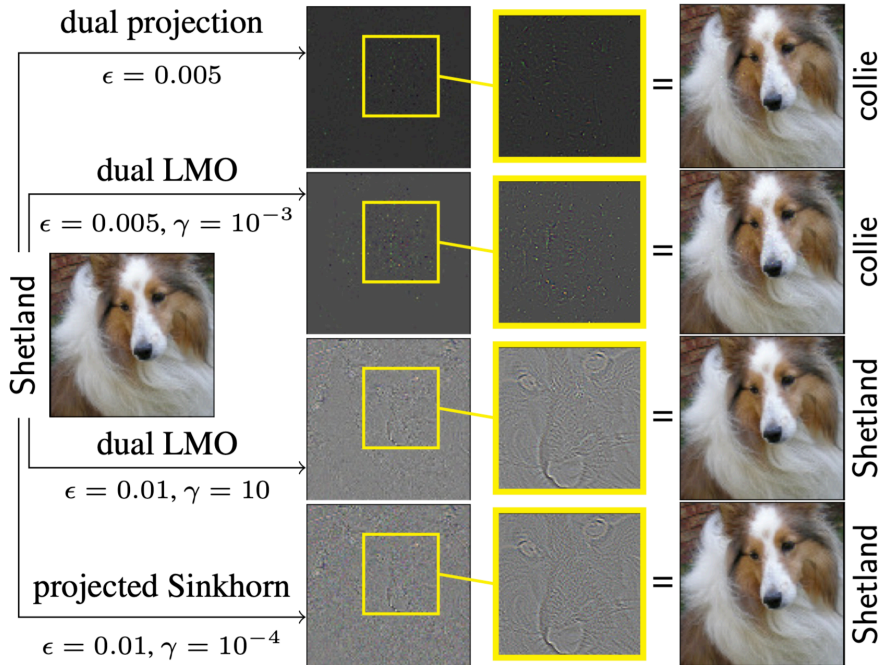 dual projection
ϵ = 0.005
=
collie
dual LMO
ϵ = 0.005, γ = 10⁻³
=
collie
Shetland
dual LMO
ϵ = 0.01, γ = 10
=
Shetland
projected Sinkhorn
ϵ = 0.01, γ = 10⁻⁴
=
Shetland